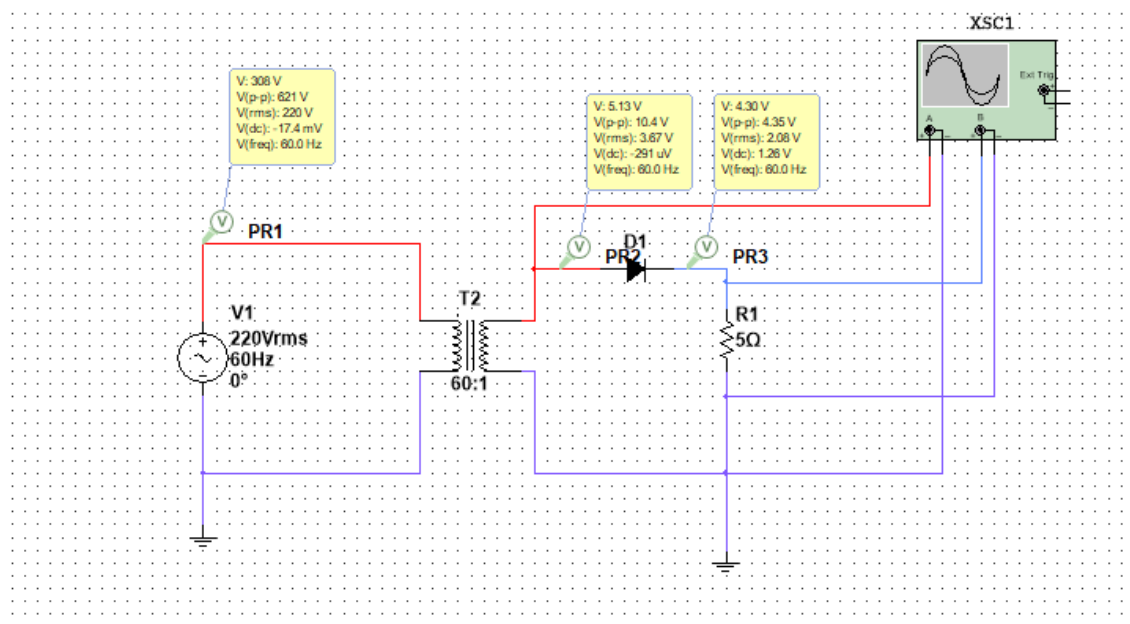 XSC1
Ext Trig
+
−
A
B
+
−
+
−
V: 308 V
V(p-p): 621 V
V(rms): 220 V
V(dc): -17.4 mV
V(freq): 60.0 Hz
V: 5.13 V
V(p-p): 10.4 V
V(rms): 3.67 V
V(dc): -291 uV
V(freq): 60.0 Hz
V: 4.30 V
V(p-p): 4.35 V
V(rms): 2.08 V
V(dc): 1.26 V
V(freq): 60.0 Hz
V
PR1
V
PR2
D1
V
PR3
V1
220Vrms
60Hz
0°
T2
60:1
R1
5Ω